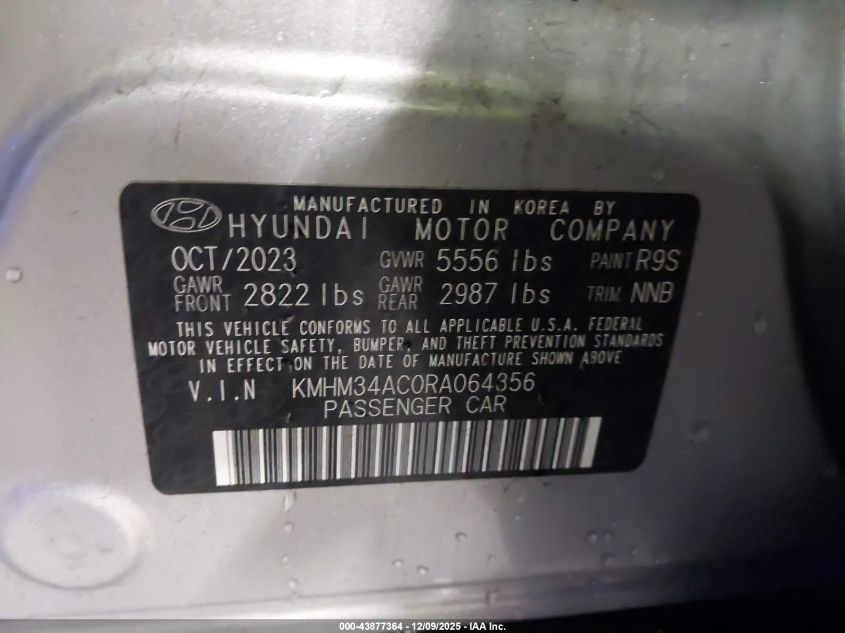 MANUFACTURED IN KOREA BY
HYUNDAI MOTOR COMPANY
OCT/2023 GVWR 5556 lbs PAINT R9S
GAWR FRONT 2822 lbs GAWR REAR 2987 lbs TRIM NNB
THIS VEHICLE CONFORMS TO ALL APPLICABLE U.S.A. FEDERAL
MOTOR VEHICLE SAFETY, BUMPER, AND THEFT PREVENTION STANDARDS
IN EFFECT ON THE DATE OF MANUFACTURE SHOWN ABOVE
V.I.N KMHM34AC0RA064356
PASSENGER CAR
000-43877364 - 12/09/2025 - IAA Inc.